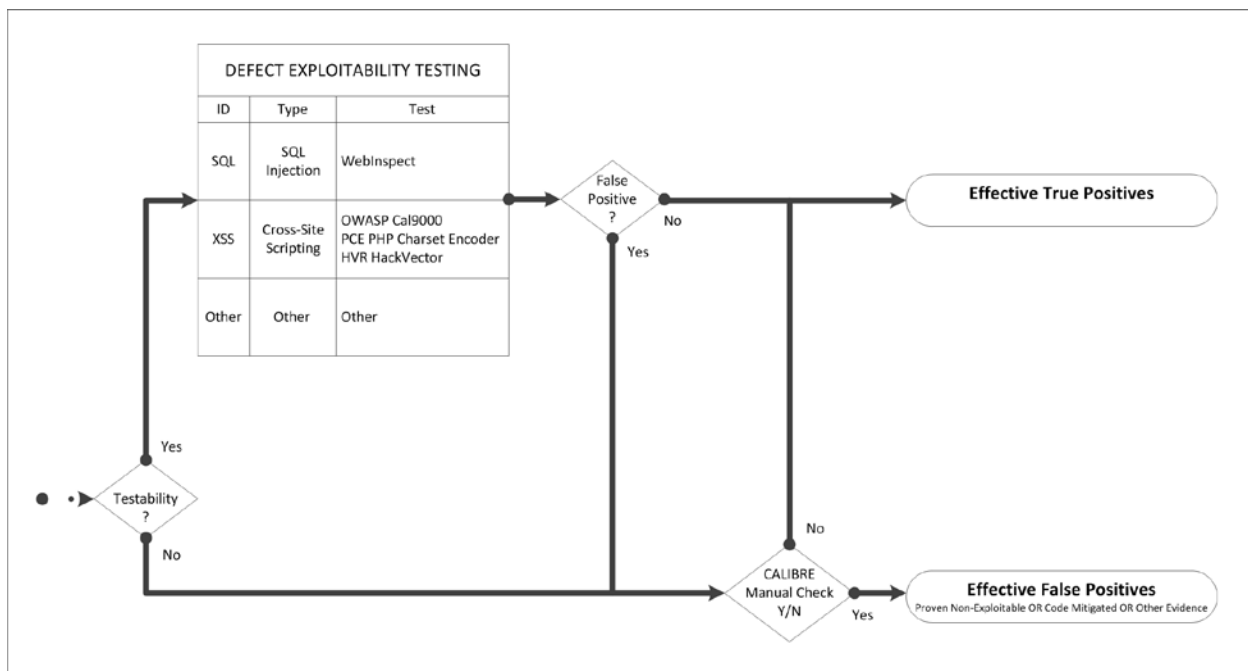 DEFECT EXPLOITABILITY TESTING
ID Type Test
SQL SQL Injection WebInspect
XSS Cross-Site Scripting OWASP Cal9000
PCE PHP Charset Encoder
HVR HackVector
Other Other Other
False
Positive
?
No
Yes
Effective True Positives
Yes
Testability
?
No
No
CALIBRE
Manual Check
Y/N
Yes
Effective False Positives
Proven Non-Exploitable OR Code Mitigated OR Other Evidence